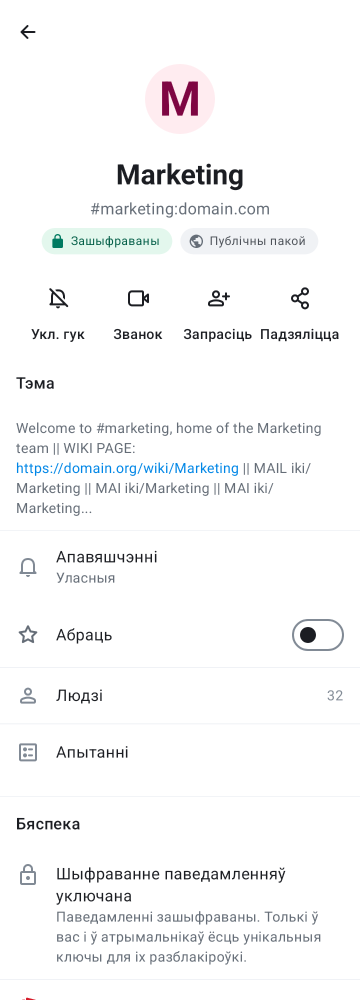 M
Marketing
#marketing:domain.com
Зашыфраваны
Публічны пакой
Укл. гук
Званок
Запрасіць
Падзяліцца
Тэма
Welcome to #marketing, home of the Marketing
team || WIKI PAGE:
https://domain.org/wiki/Marketing || MAIL iki/
Marketing || MAI iki/Marketing || MAI iki/
Marketing...
Апавяшчэнні
Уласныя
Абраць
Людзі 32
Апытанні
Бяспека
Шыфраванне паведамленняў
уключана
Паведамленні зашыфраваны. Толькі ў
вас і ў атрымальнікаў ёсць унікальныя
ключы для іх разблакіроўкі.